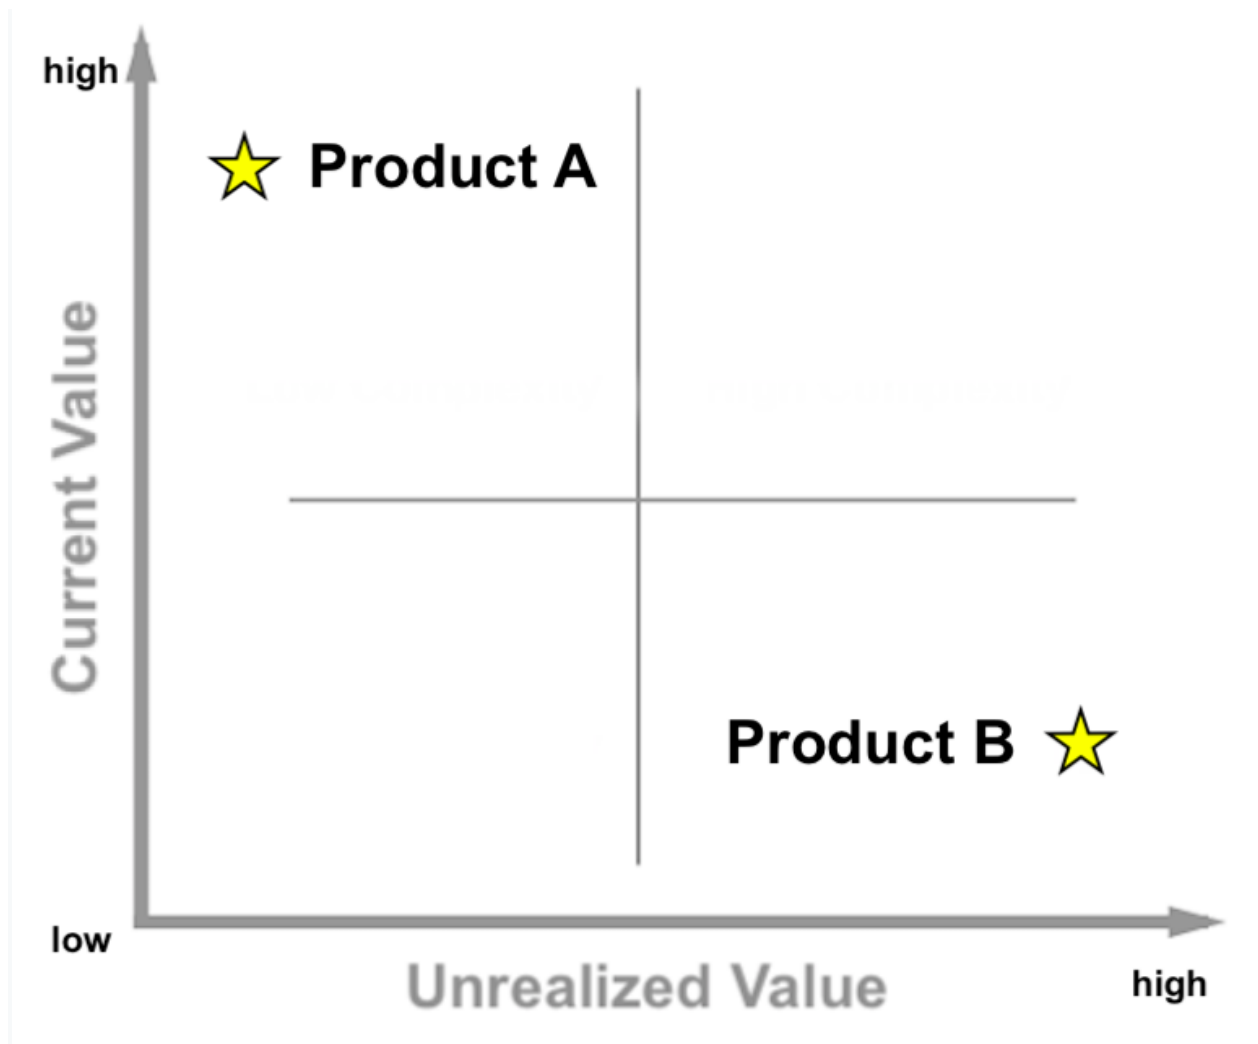 high
Product A
Current Value
Product B
low
Unrealized Value
high